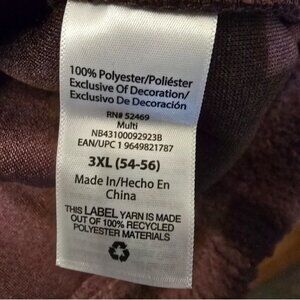 100% Polyester/Poliéster
Exclusive Of Decoration/
Exclusivo De Decoración
RN# 52469
Multi
NB43100092923B
EAN/UPC 1 9649821787
3XL (54-56)
Made in/Hecho En
China
THIS LABEL YARN IS MADE
OUT OF 100% RECYCLED
POLYESTER MATERIALS